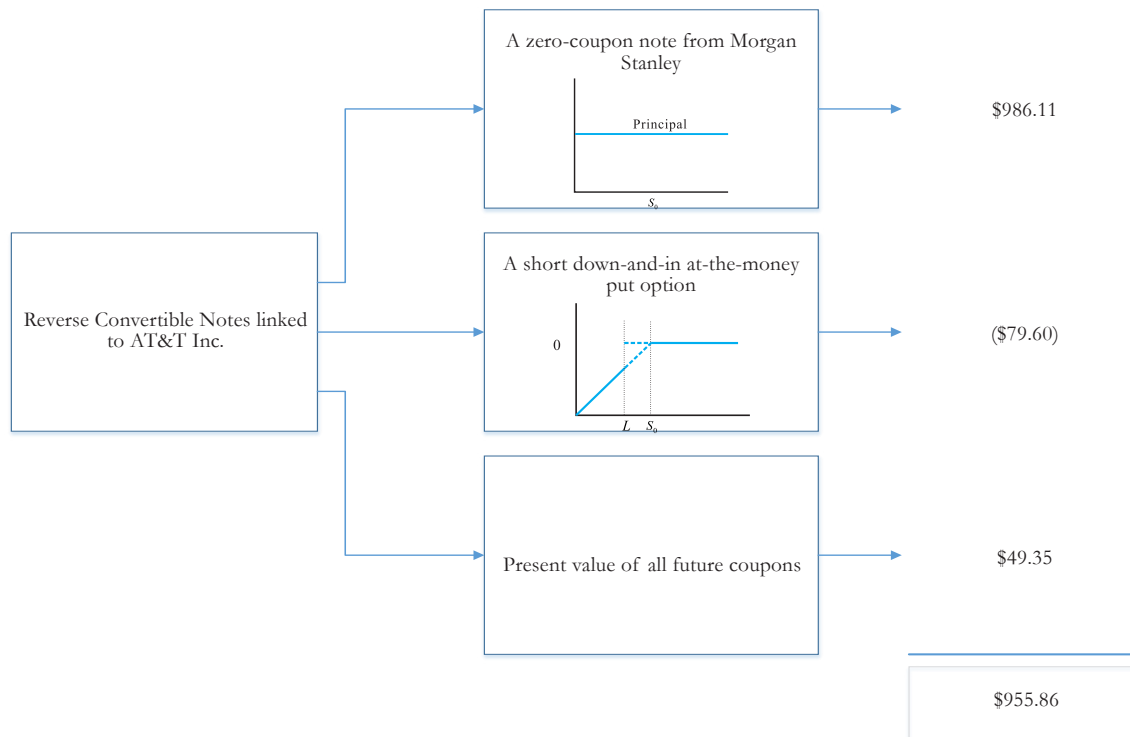 A zero-coupon note from Morgan
Stanley
Principal
S₀
$986.11
Reverse Convertible Notes linked
to AT&T Inc.
A short down-and-in at-the-money
put option
0
L S₀
($79.60)
Present value of all future coupons
$49.35
$955.86